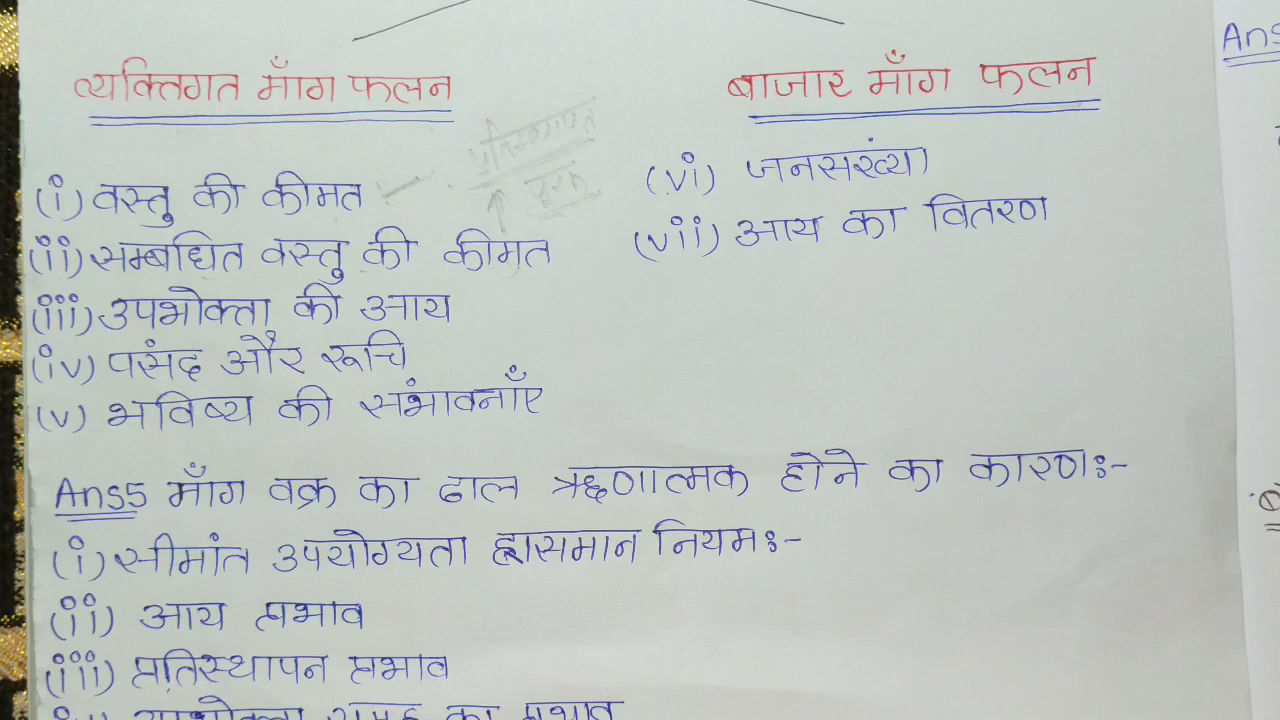 व्यक्तिगत माँग फलन
(i) वस्तु की कीमत
(ii) सम्बधित वस्तु की कीमत
(iii) उपभोक्ता की आय
(iv) पसंद और रूचि
(v) भविष्य की संभावनाएँ
बाजार माँग फलन
(vi) जनसंख्या
(vii) आय का वितरण
Ans5 माँग वक्र का ढाल ऋणात्मक होने का कारण:-
(i) सीमांत उपयोग्यता ह्रासमान नियम:-
(ii) आय प्रभाव
(iii) प्रतिस्थापन प्रभाव
Ans